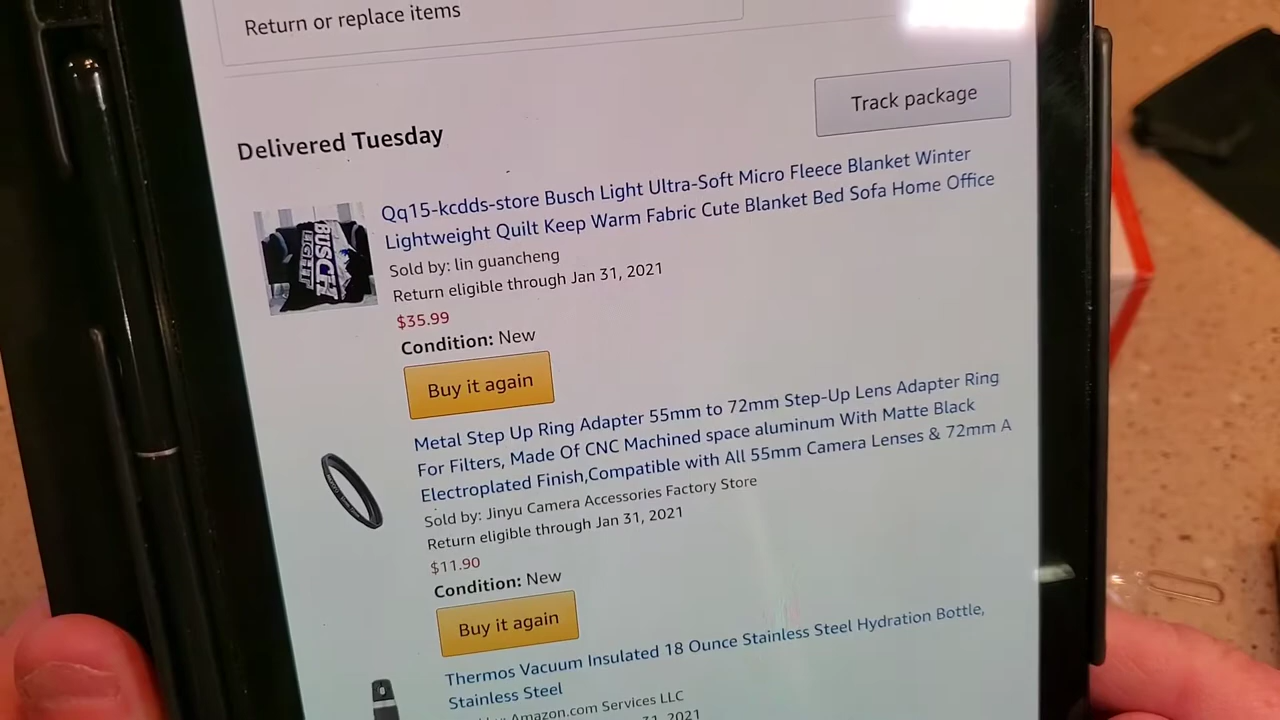 Return or replace items
Track package
Delivered Tuesday
Qq15-kcdds-store Busch Light Ultra-Soft Micro Fleece Blanket Winter
Lightweight Quilt Keep Warm Fabric Cute Blanket Bed Sofa Home Office
BUSCH
LIGHT
Sold by: lin guancheng
Return eligible through Jan 31, 2021
$35.99
Condition: New
Buy it again
Metal Step Up Ring Adapter 55mm to 72mm Step-Up Lens Adapter Ring
For Filters, Made Of CNC Machined space aluminum With Matte Black
Electroplated Finish,Compatible with All 55mm Camera Lenses & 72mm A
Sold by: Jinyu Camera Accessories Factory Store
Return eligible through Jan 31, 2021
$11.90
Condition: New
Buy it again
Thermos Vacuum Insulated 18 Ounce Stainless Steel Hydration Bottle,
Stainless Steel
Amazon.com Services LLC
31, 2021